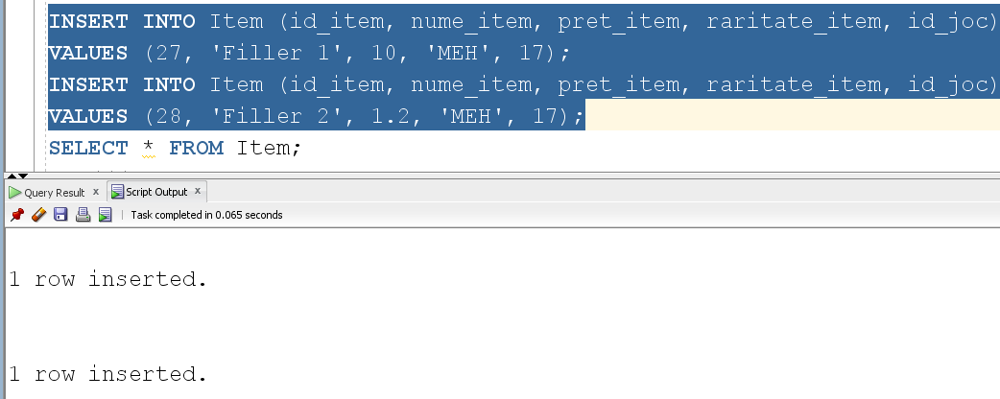 INSERT INTO Item (id_item, nume_item, pret_item, raritate_item, id_joc)
VALUES (27, 'Filler 1', 10, 'MEH', 17);
INSERT INTO Item (id_item, nume_item, pret_item, raritate_item, id_joc)
VALUES (28, 'Filler 2', 1.2, 'MEH', 17);
SELECT * FROM Item;
Query Result x Script Output x
Task completed in 0.065 seconds
1 row inserted.
1 row inserted.